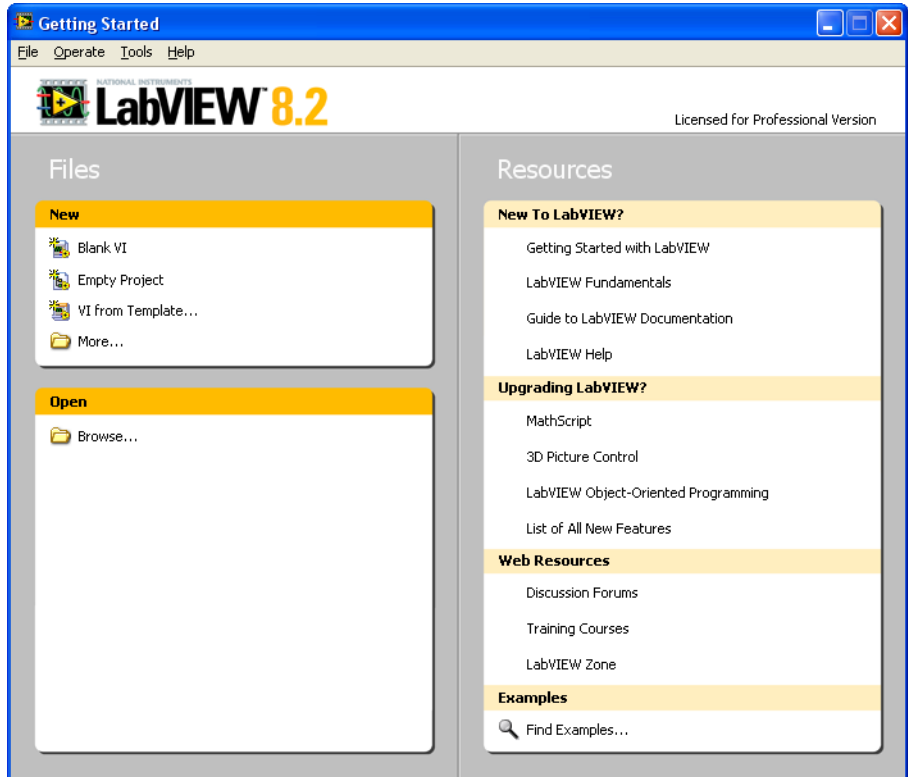 Getting Started
File Operate Tools Help
NATIONAL INSTRUMENTS
LabVIEW™ 8.2
Licensed for Professional Version
Files
New
Blank VI
Empty Project
VI from Template...
More...
Open
Browse...
Resources
New To LabVIEW?
Getting Started with LabVIEW
LabVIEW Fundamentals
Guide to LabVIEW Documentation
LabVIEW Help
Upgrading LabVIEW?
MathScript
3D Picture Control
LabVIEW Object-Oriented Programming
List of All New Features
Web Resources
Discussion Forums
Training Courses
LabVIEW Zone
Examples
Find Examples...